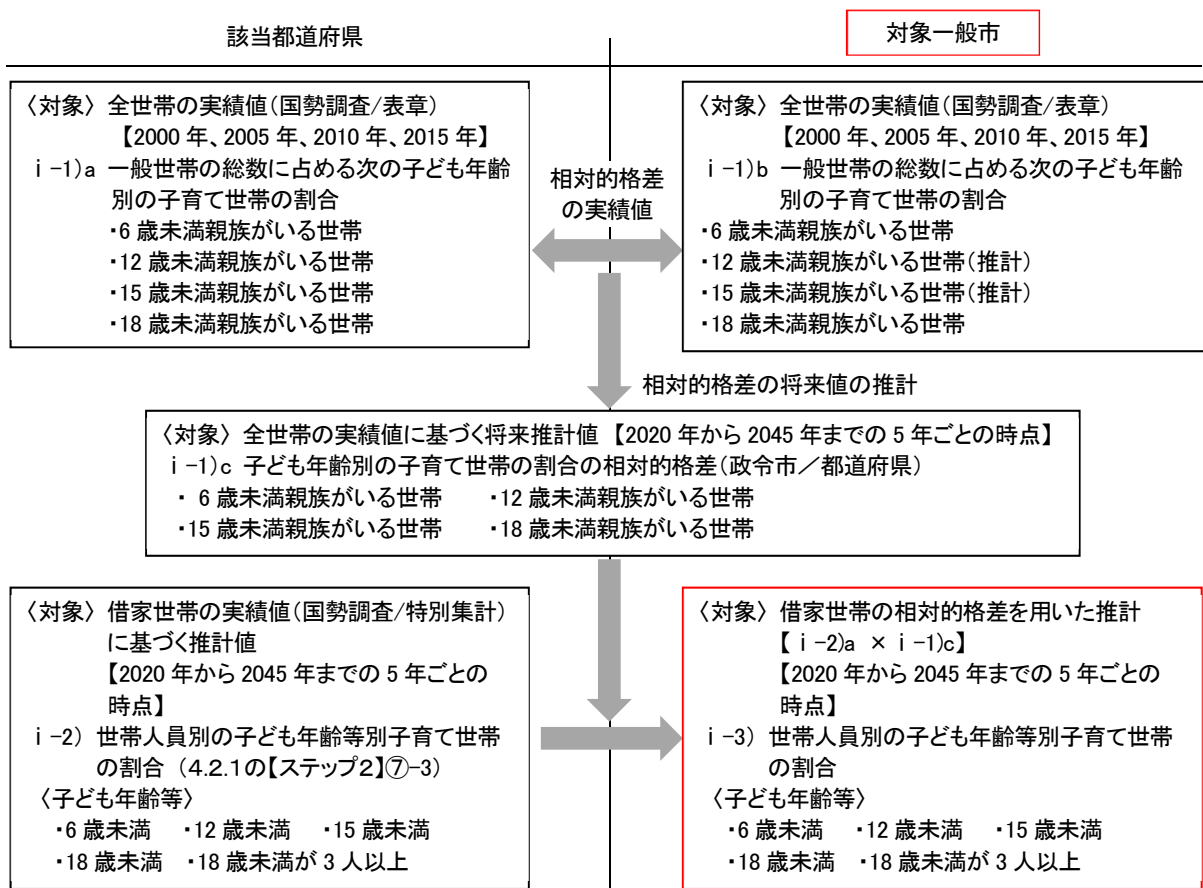 該当都道府県
対象一般市
〈対象〉 全世帯の実績値(国勢調査/表章)
【2000 年、2005 年、2010 年、2015 年】
ⅰ-1)a 一般世帯の総数に占める次の子ども年齢
別の子育て世帯の割合
・6 歳未満親族がいる世帯
・12 歳未満親族がいる世帯
・15 歳未満親族がいる世帯
・18 歳未満親族がいる世帯
相対的格差
の実績値
〈対象〉 全世帯の実績値(国勢調査/表章)
【2000 年、2005 年、2010 年、2015 年】
ⅰ-1)b 一般世帯の総数に占める次の子ども年齢
別の子育て世帯の割合
・6 歳未満親族がいる世帯
・12 歳未満親族がいる世帯(推計)
・15 歳未満親族がいる世帯(推計)
・18 歳未満親族がいる世帯
相対的格差の将来値の推計
〈対象〉 全世帯の実績値に基づく将来推計値 【2020 年から 2045 年までの 5 年ごとの時点】
ⅰ-1)c 子ども年齢別の子育て世帯の割合の相対的格差(政令市/都道府県)
・ 6 歳未満親族がいる世帯 ・12 歳未満親族がいる世帯
・15 歳未満親族がいる世帯 ・18 歳未満親族がいる世帯
〈対象〉 借家世帯の実績値(国勢調査/特別集計)
に基づく推計値
【2020 年から 2045 年までの 5 年ごとの
時点】
ⅰ-2) 世帯人員別の子ども年齢等別子育て世帯
の割合 (4.2.1の【ステップ2】⑦-3)
〈子ども年齢等〉
・6 歳未満 ・12 歳未満 ・15 歳未満
・18 歳未満 ・18 歳未満が 3 人以上
〈対象〉 借家世帯の相対的格差を用いた推計
【ⅰ-2)a × ⅰ-1)c】
【2020 年から 2045 年までの 5 年ごとの
時点】
ⅰ-3) 世帯人員別の子ども年齢等別子育て世帯
の割合
〈子ども年齢等〉
・6 歳未満 ・12 歳未満 ・15 歳未満
・18 歳未満 ・18 歳未満が 3 人以上